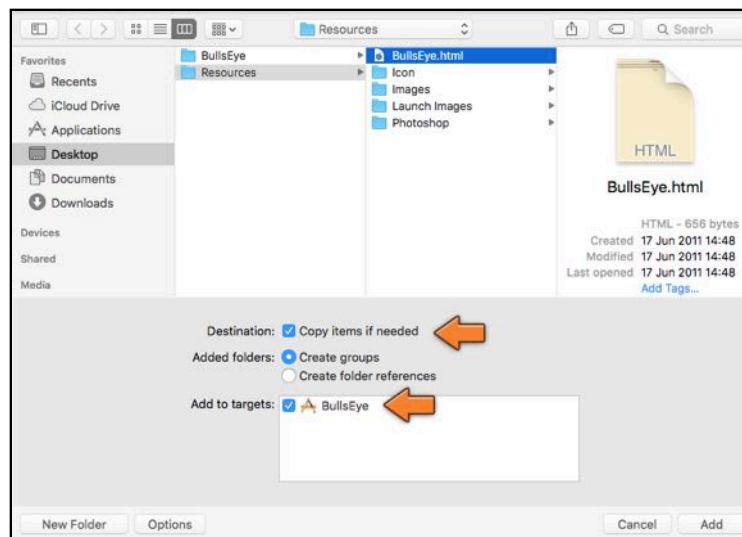 Resources
Search
Favorites
Recents
iCloud Drive
Applications
Desktop
Documents
Downloads
Devices
Shared
Media
BullsEye
Resources
BullsEye.html
Icon
Images
Launch Images
Photoshop
HTML
BullsEye.html
HTML - 656 bytes
Created 17 Jun 2011 14:48
Modified 17 Jun 2011 14:48
Last opened 17 Jun 2011 14:48
Add Tags...
Destination: Copy items if needed
Added folders: Create groups
Create folder references
Add to targets: BullsEye
New Folder Options Cancel Add